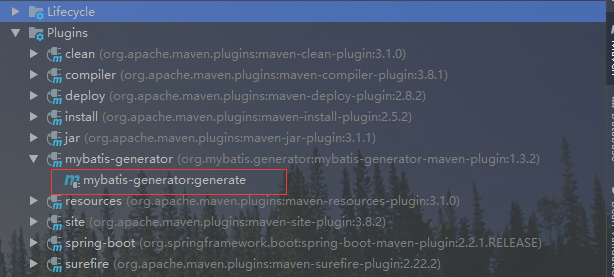 Lifecycle
Plugins
clean (org.apache.maven.plugins:maven-clean-plugin:3.1.0)
compiler (org.apache.maven.plugins:maven-compiler-plugin:3.8.1)
deploy (org.apache.maven.plugins:maven-deploy-plugin:2.8.2)
install (org.apache.maven.plugins:maven-install-plugin:2.5.2)
jar (org.apache.maven.plugins:maven-jar-plugin:3.1.1)
mybatis-generator (org.mybatis.generator:mybatis-generator-maven-plugin:1.3.2)
mybatis-generator:generate
resources (org.apache.maven.plugins:maven-resources-plugin:3.1.0)
site (org.apache.maven.plugins:maven-site-plugin:3.8.2)
spring-boot (org.springframework.boot:spring-boot-maven-plugin:2.2.1.RELEASE)
surefire (org.apache.maven.plugins:maven-surefire-plugin:2.22.2)